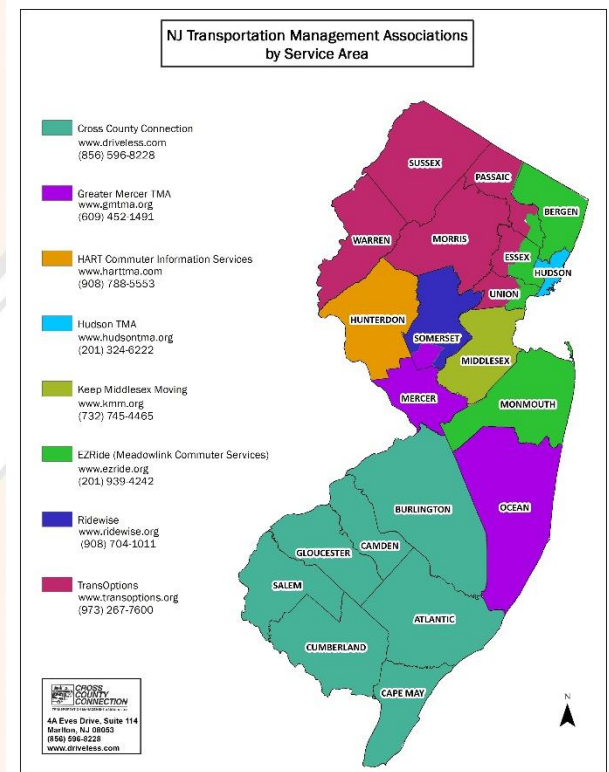 NJ Transportation Management Associations
by Service Area
Cross County Connection
www.driveless.com
(856) 596-8228
Greater Mercer TMA
www.gmtma.org
(609) 452-1491
HART Commuter Information Services
www.harttma.com
(908) 788-5553
Hudson TMA
www.hudsontma.org
(201) 324-6222
Keep Middlesex Moving
www.kmm.org
(732) 745-4465
EZRide (Meadowlink Commuter Services)
www.ezride.org
(201) 939-4242
Ridewise
www.ridewise.org
(908) 704-1011
TransOptions
www.transoptions.org
(973) 267-7600
SUSSEX
PASSAIC
BERGEN
WARREN
MORRIS
ESSEX
HUDSON
UNION
HUNTERDON
SOMERSET
MIDDLESEX
MERCER
MONMOUTH
OCEAN
BURLINGTON
CAMDEN
GLOUCESTER
SALEM
ATLANTIC
CUMBERLAND
CAPE MAY
N
CROSS
COUNTY
CONNECTION
4A Eves Drive, Suite 114
Marlton, NJ 08053
(856) 596-8228
www.driveless.com